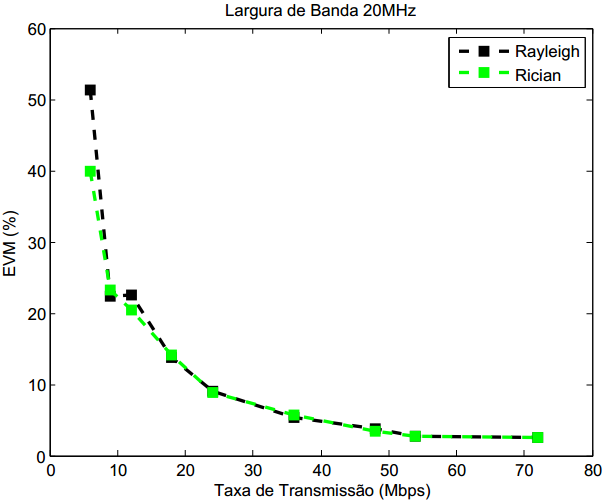 Largura de Banda 20MHz
60
50
40
30
20
10
0
EVM (%)
Rayleigh
Rician
0 10 20 30 40 50 60 70 80
Taxa de Transmissão (Mbps)